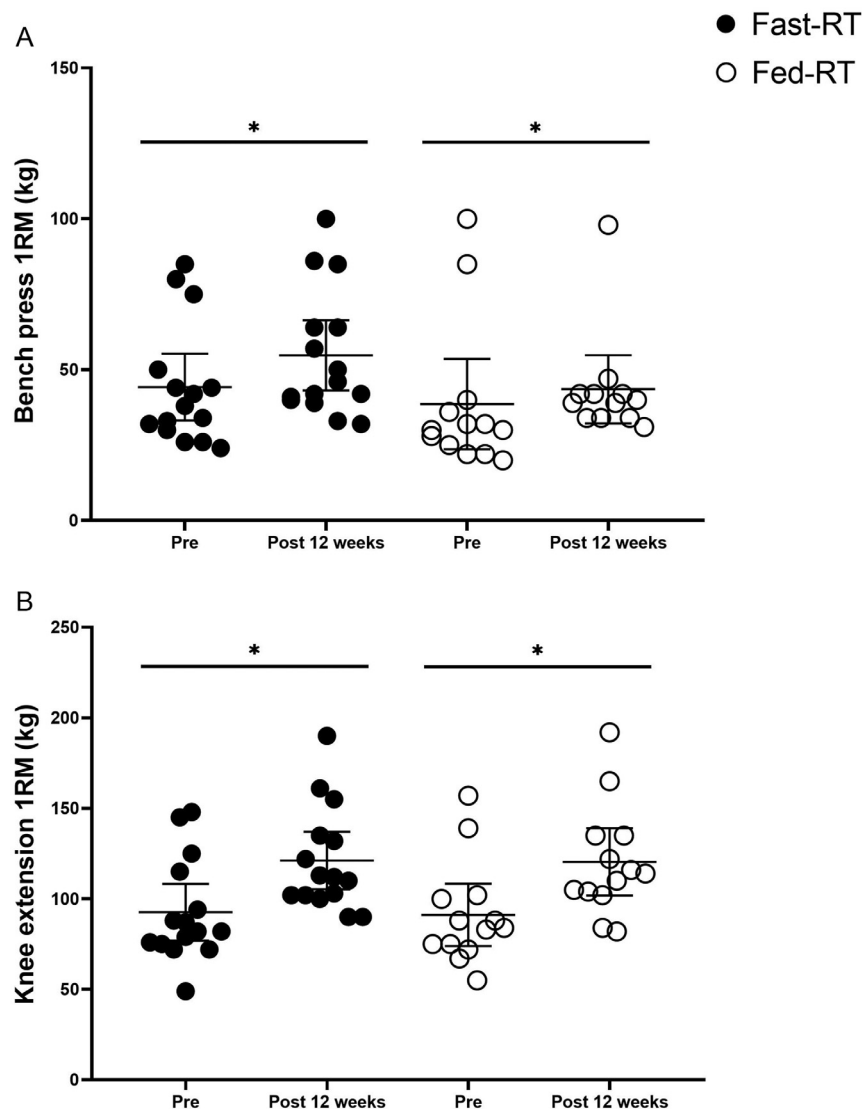 Fast-RT
Fed-RT
A
150
100
50
0
Bench press 1RM (kg)
*
*
Pre
Post 12 weeks
Pre
Post 12 weeks
B
250
200
150
100
50
0
Knee extension 1RM (kg)
*
*
Pre
Post 12 weeks
Pre
Post 12 weeks